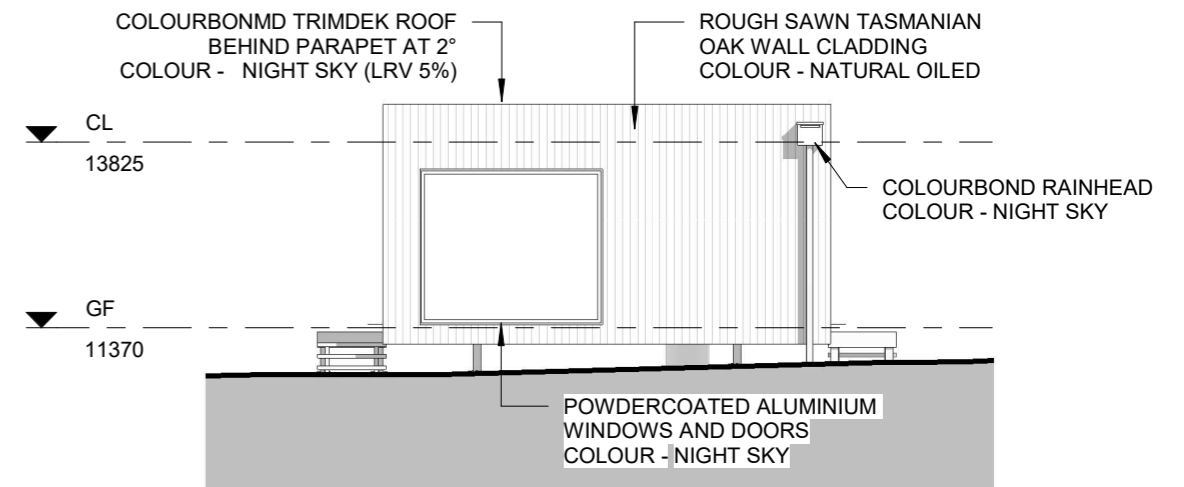 COLOURBONMD TRIMDEK ROOF
BEHIND PARAPET AT 2°
COLOUR - NIGHT SKY (LRV 5%)
ROUGH SAWN TASMANIAN
OAK WALL CLADDING
COLOUR - NATURAL OILED
CL
13825
COLOURBOND RAINHEAD
COLOUR - NIGHT SKY
GF
11370
POWDERCOATED ALUMINIUM
WINDOWS AND DOORS
COLOUR - NIGHT SKY